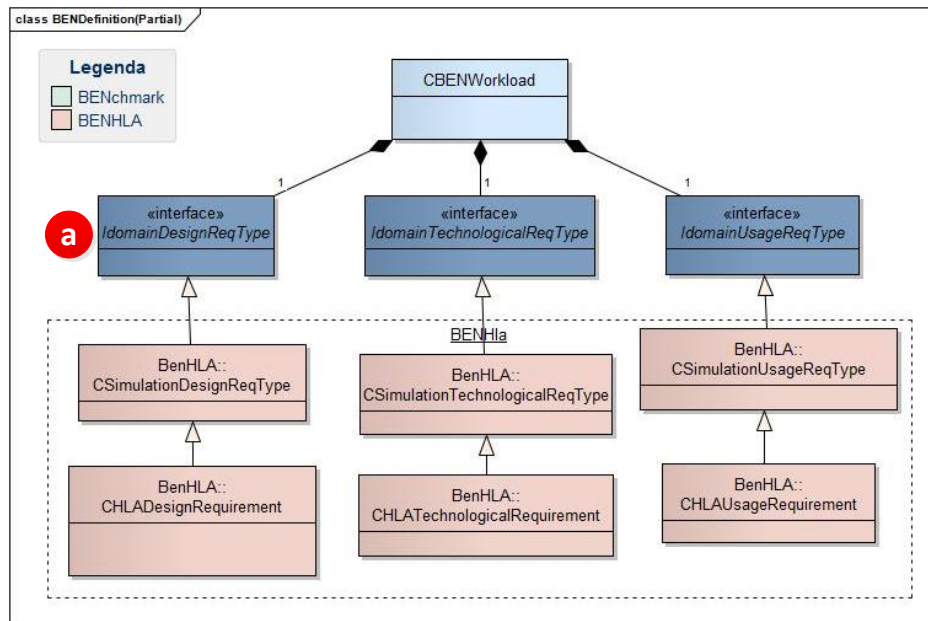 class BENDefinition(Partial)
Legenda
BENchmark
BENHLA
CBENWorkload
1
1
1
a
«interface»
IdomainDesignReqType
«interface»
IdomainTechnologicalReqType
«interface»
IdomainUsageReqType
BENHla
BenHLA::
CSimulationDesignReqType
BenHLA::
CSimulationTechnologicalReqType
BenHLA::
CSimulationUsageReqType
BenHLA::
CHLADesignRequirement
BenHLA::
CHLATechnologicalRequirement
BenHLA::
CHLAUsageRequirement